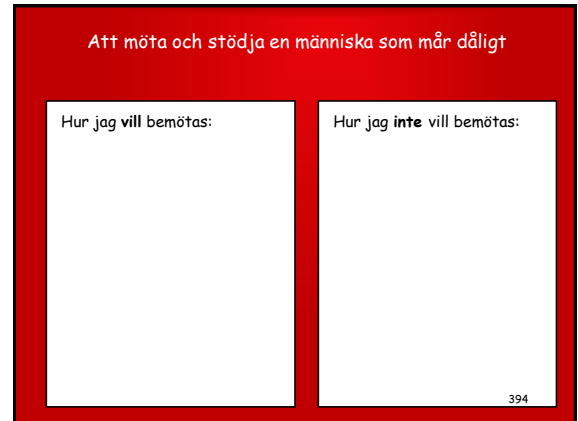 Att möta och stödja en människa som mår dåligt
Hur jag vill bemötas:
Hur jag inte vill bemötas:
394